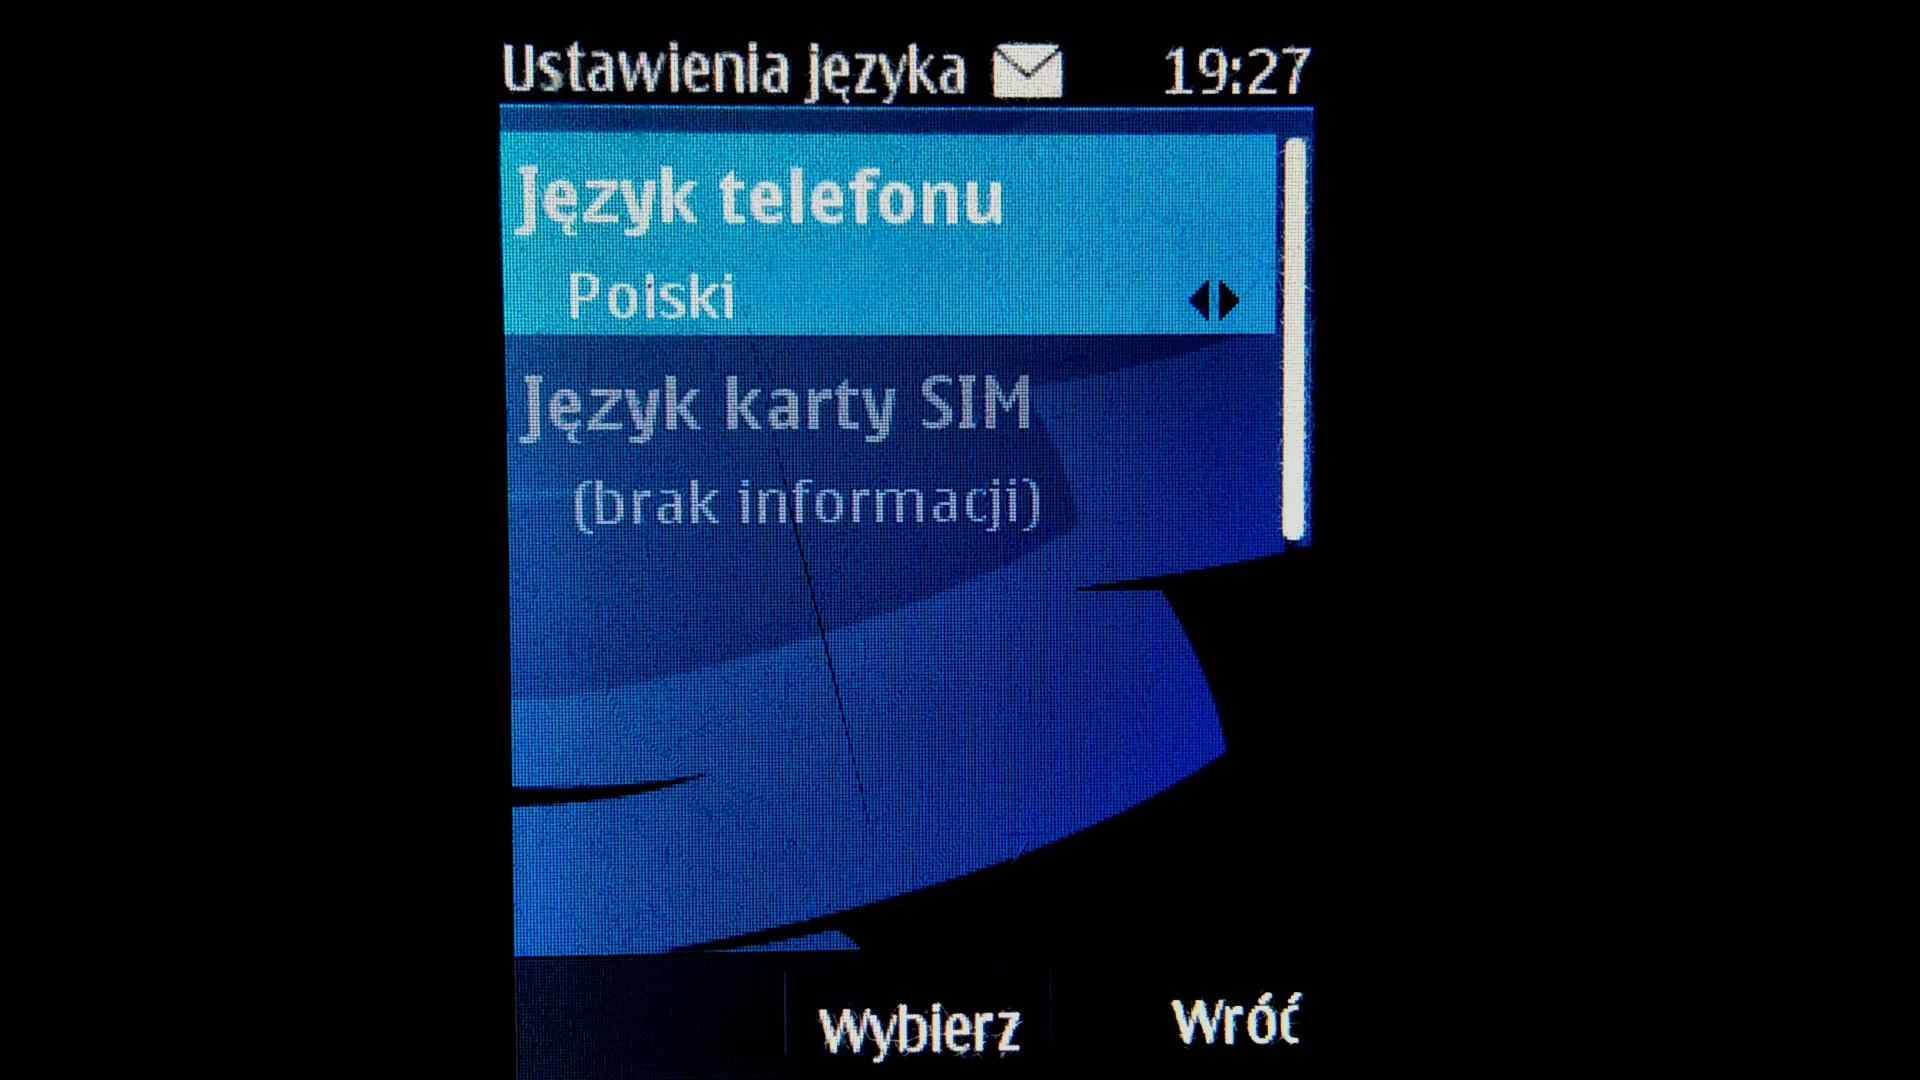 Ustawienia języka 19:27
Język telefonu
Polski
Język karty SIM
(brak informacji)
Wybierz Wróć